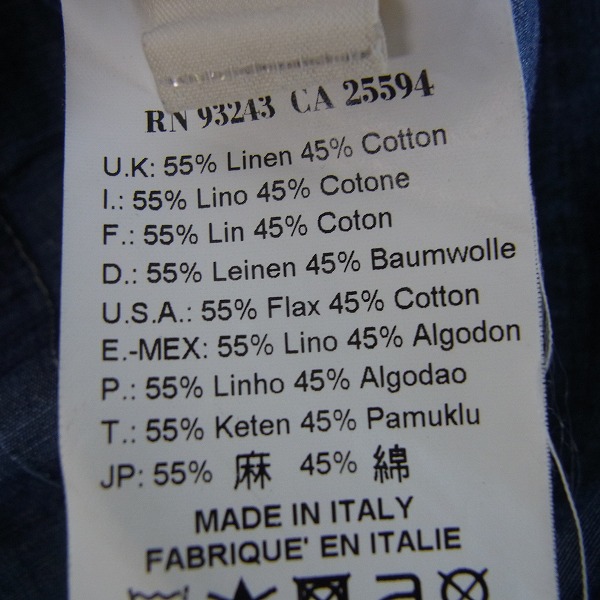 RN 93243 CA 25594
U.K: 55% Linen 45% Cotton
I.: 55% Lino 45% Cotone
F.: 55% Lin 45% Coton
D.: 55% Leinen 45% Baumwolle
U.S.A.: 55% Flax 45% Cotton
E.-MEX: 55% Lino 45% Algodon
P.: 55% Linho 45% Algodao
T.: 55% Keten 45% Pamuklu
JP: 55% 麻 45% 綿
MADE IN ITALY
FABRIQUE' EN ITALIE